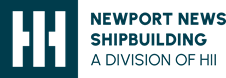 NEWPORT NEWS
SHIPBUILDING
A DIVISION OF HII